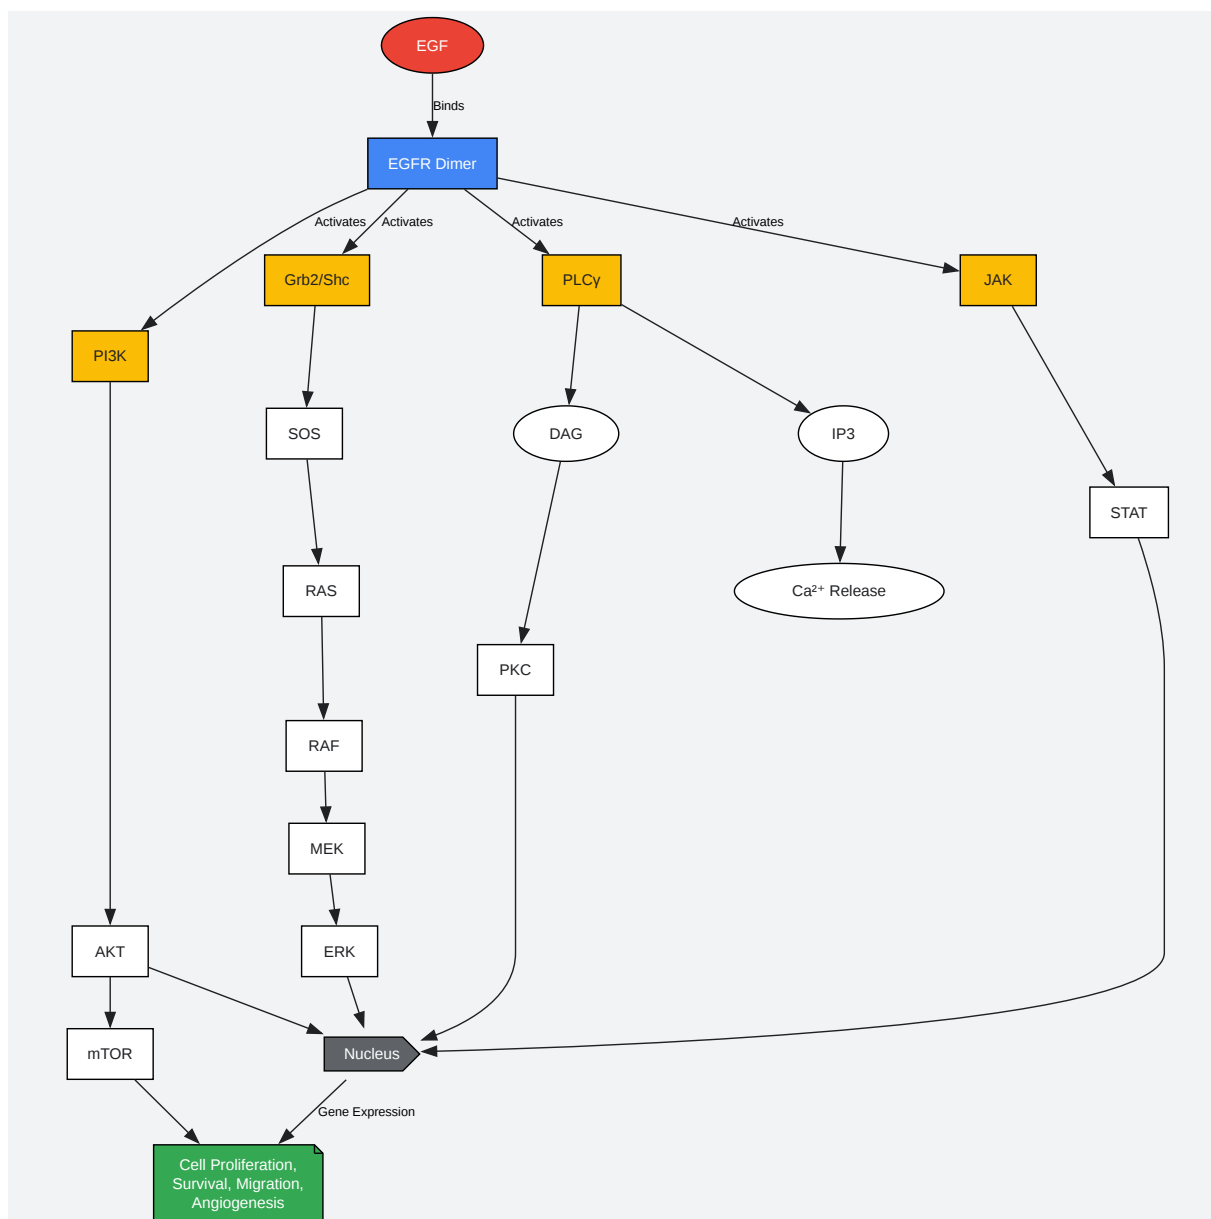 EGF
Binds
EGFR Dimer
Activates
Activates
Activates
Activates
Grb2/Shc
PLCγ
JAK
PI3K
SOS
DAG
IP3
STAT
RAS
Ca²⁺ Release
PKC
RAF
MEK
AKT
ERK
mTOR
Nucleus
Gene Expression
Cell Proliferation,
Survival, Migration,
Angiogenesis